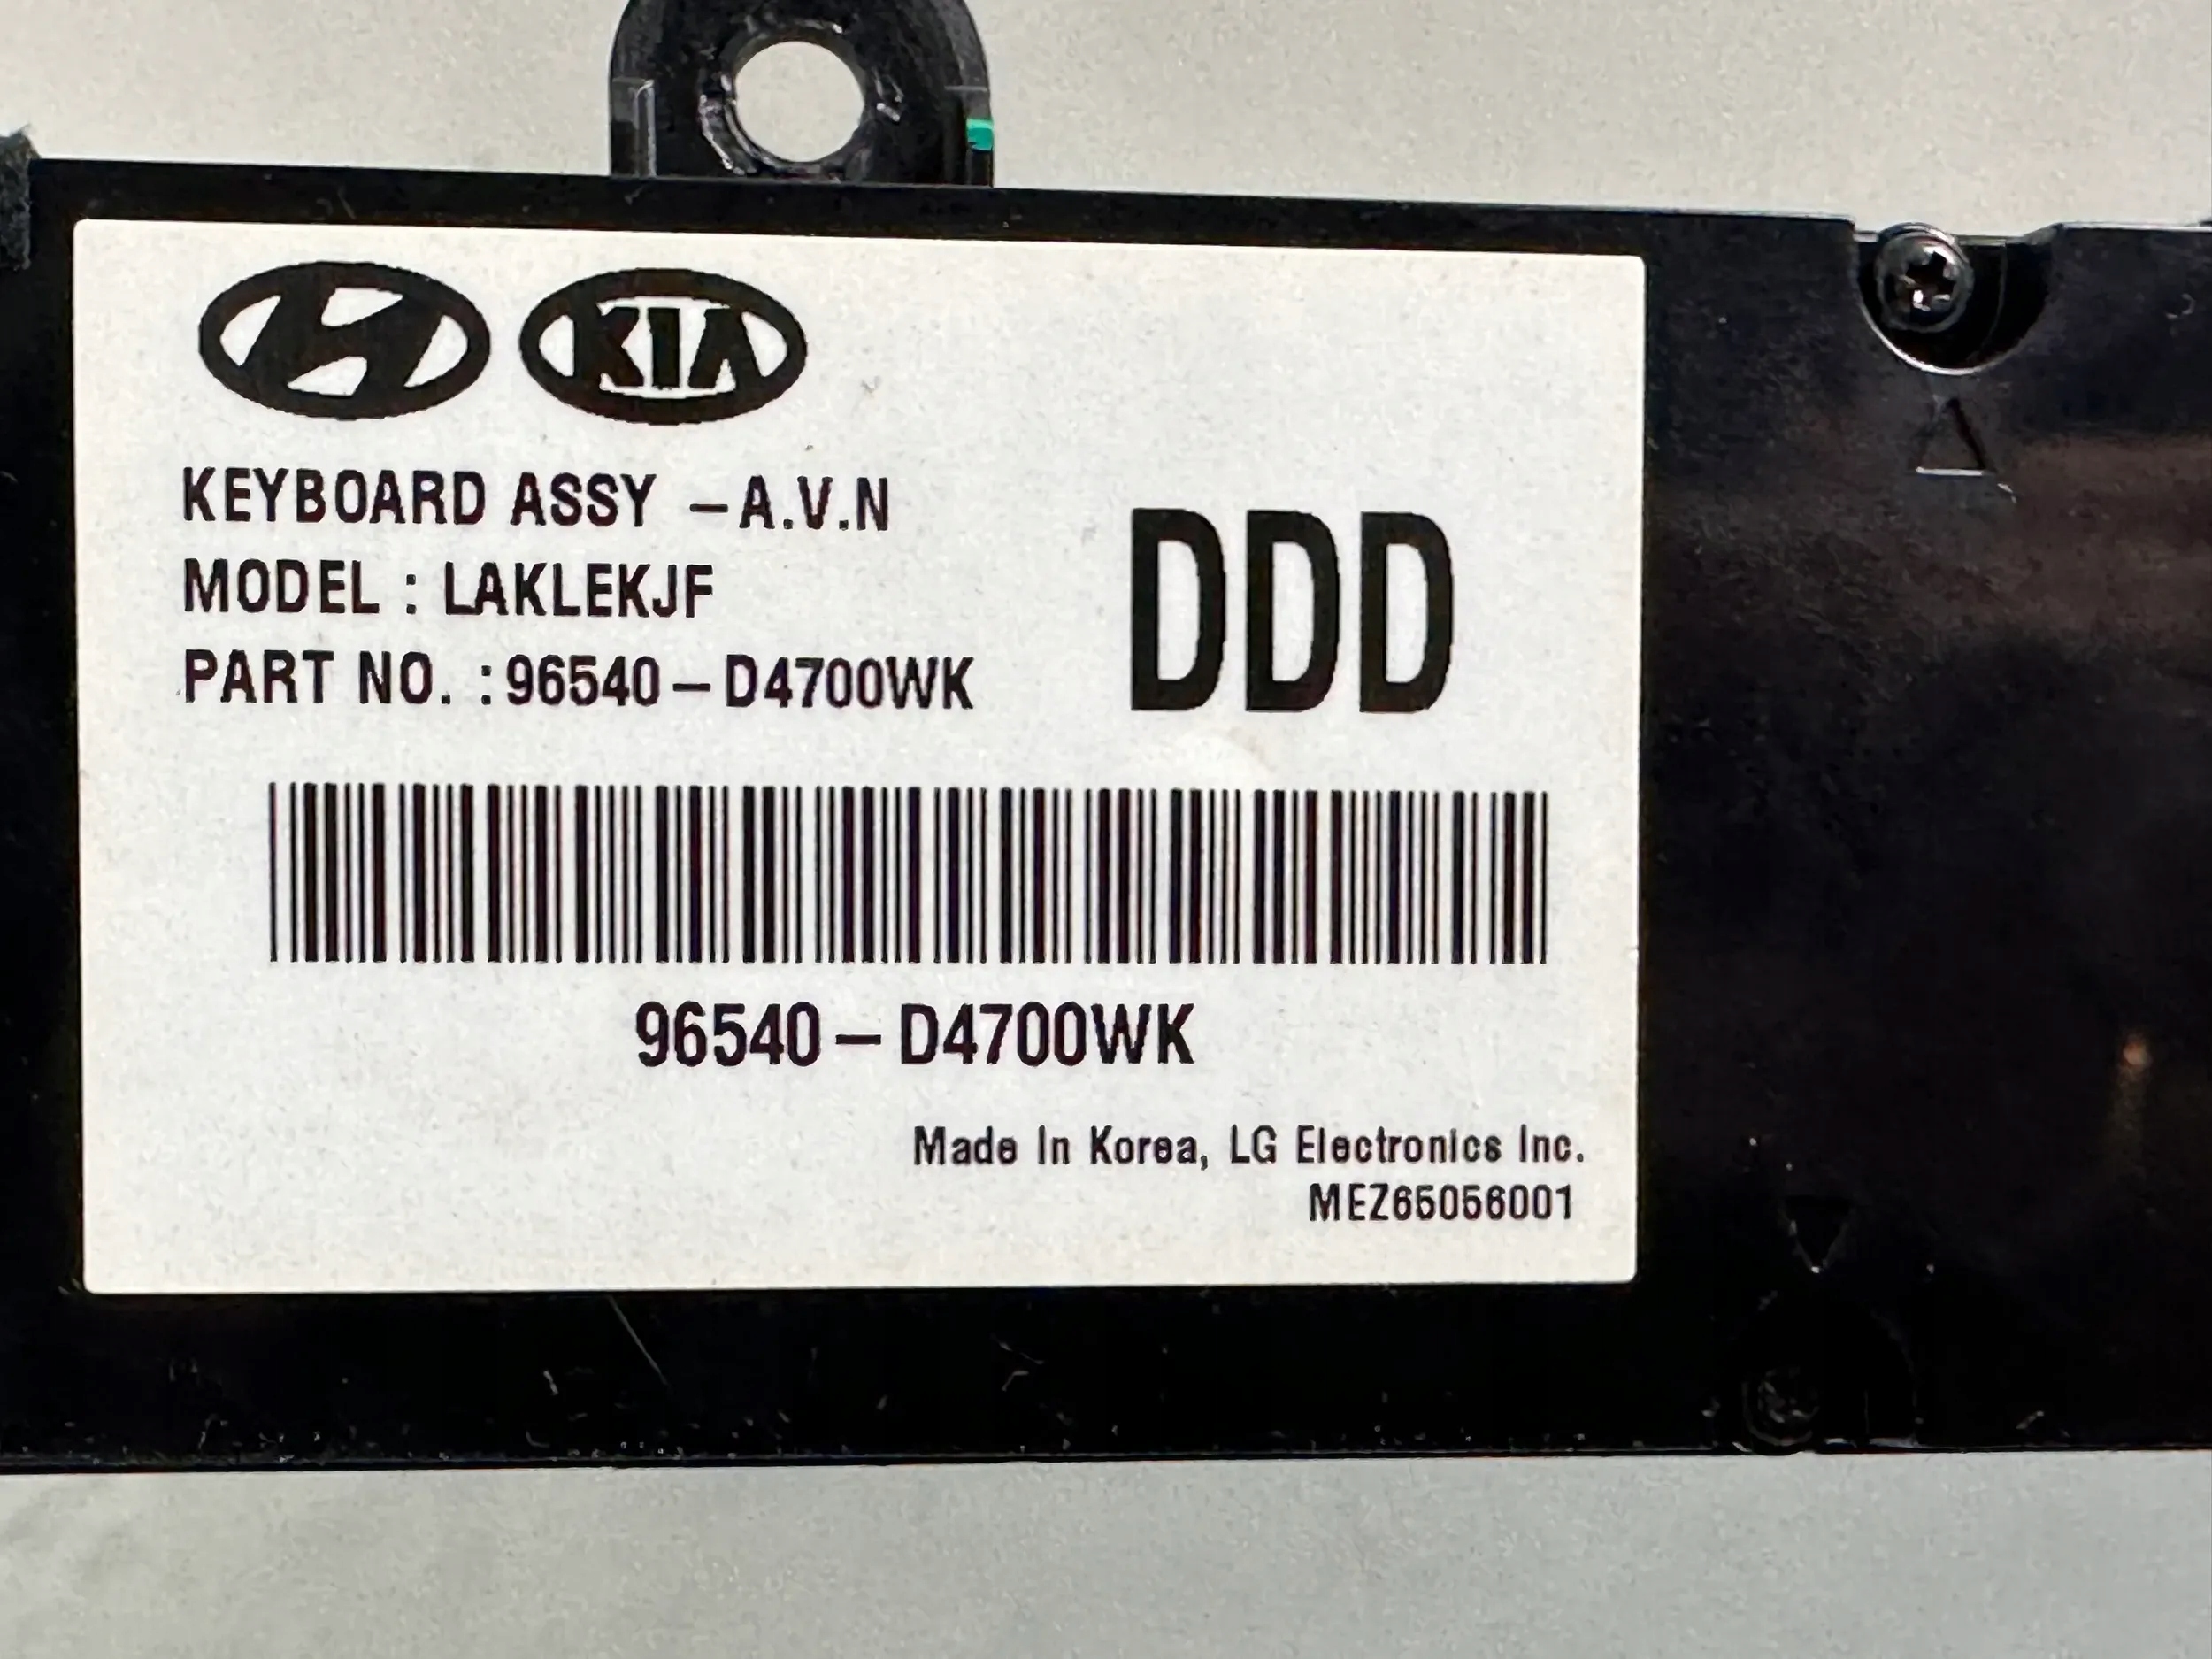 KIA
KEYBOARD ASSY -A.V.N
MODEL : LAKLEKJF
PART NO. : 96540-D4700WK
DDD
96540-D4700WK
Made In Korea, LG Electronics Inc.
MEZ65056001